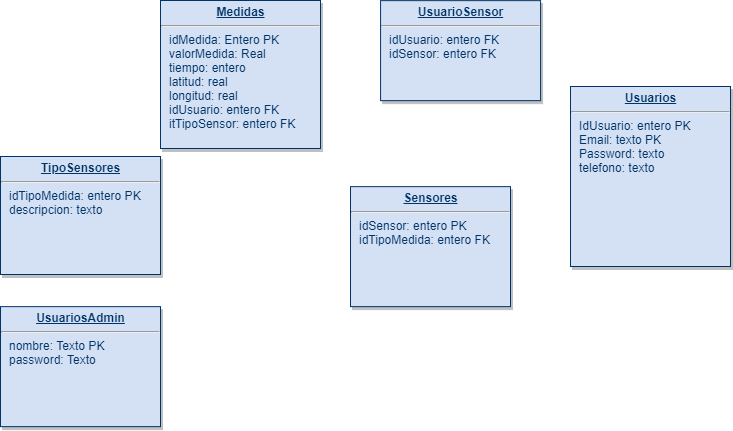 Medidas
idMedida: Entero PK
valorMedida: Real
tiempo: entero
latitud: real
longitud: real
idUsuario: entero FK
itTipoSensor: entero FK
UsuarioSensor
idUsuario: entero FK
idSensor: entero FK
Usuarios
IdUsuario: entero PK
Email: texto PK
Password: texto
telefono: texto
TipoSensores
idTipoMedida: entero PK
descripcion: texto
Sensores
idSensor: entero PK
idTipoMedida: entero FK
UsuariosAdmin
nombre: Texto PK
password: Texto